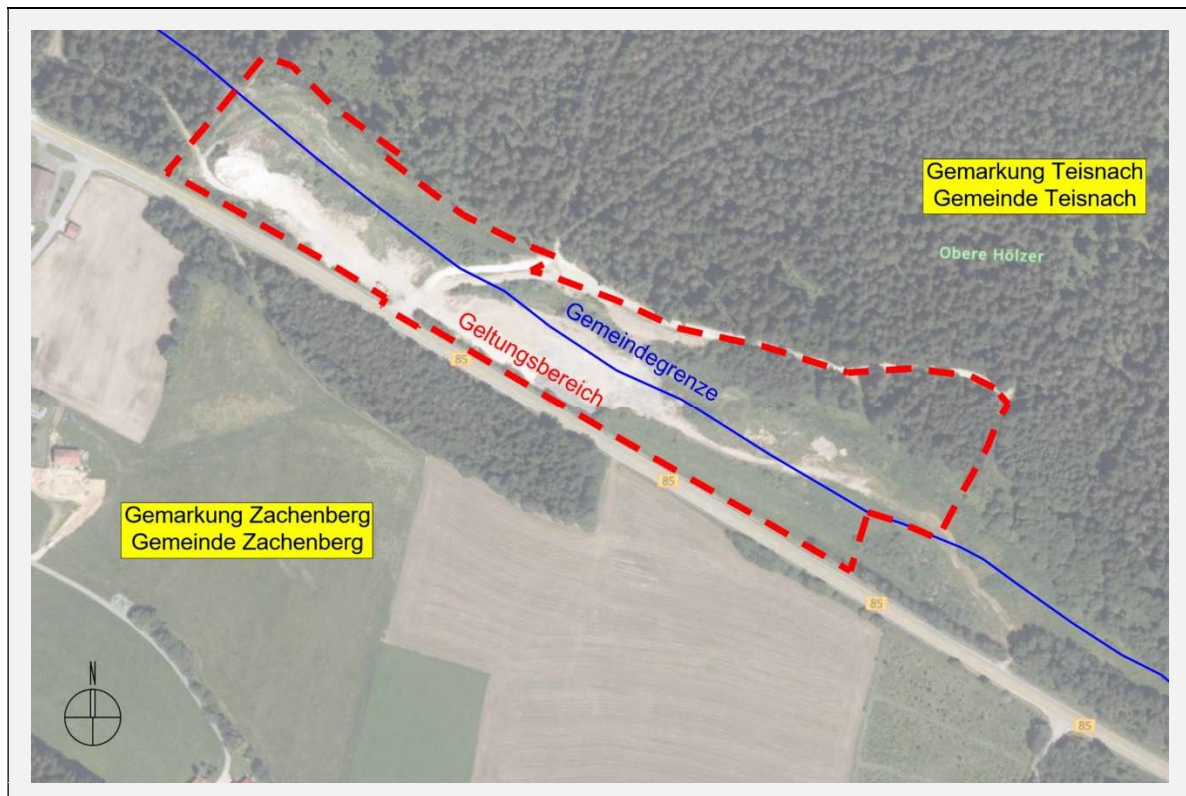 Gemarkung Teisnach
Gemeinde Teisnach
Obere Hölzer
Gemeindegrenze
Geltungsbereich
85
85
Gemarkung Zachenberg
Gemeinde Zachenberg
85
N
85